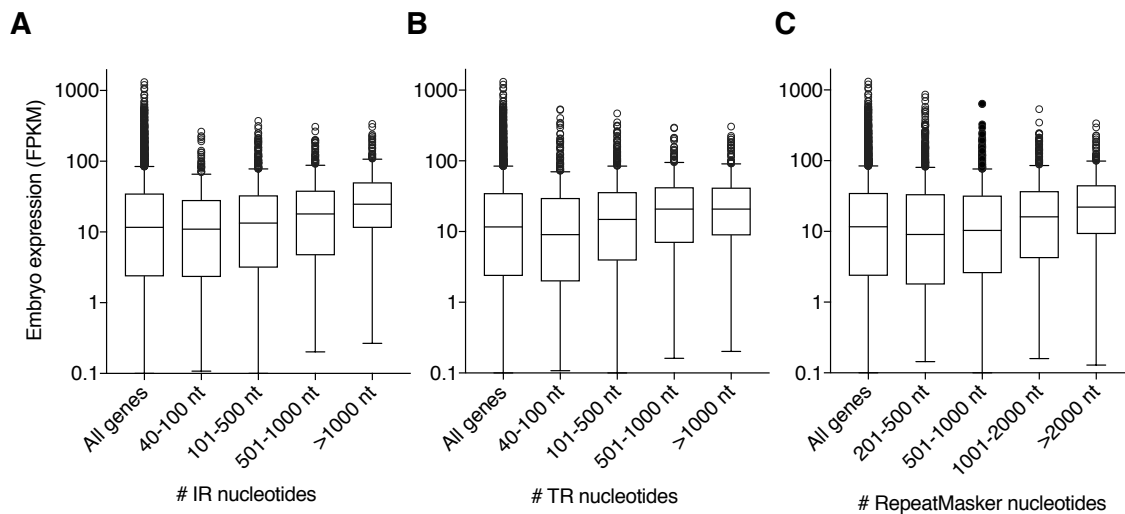 A
B
C
Embryo expression (FPKM)
1000
100
10
1
0.1
All genes
40-100 nt
101-500 nt
501-1000 nt
>1000 nt
# IR nucleotides
1000
100
10
1
0.1
All genes
40-100 nt
101-500 nt
501-1000 nt
>1000 nt
# TR nucleotides
1000
100
10
1
0.1
All genes
201-500 nt
501-1000 nt
1001-2000 nt
>2000 nt
# RepeatMasker nucleotides